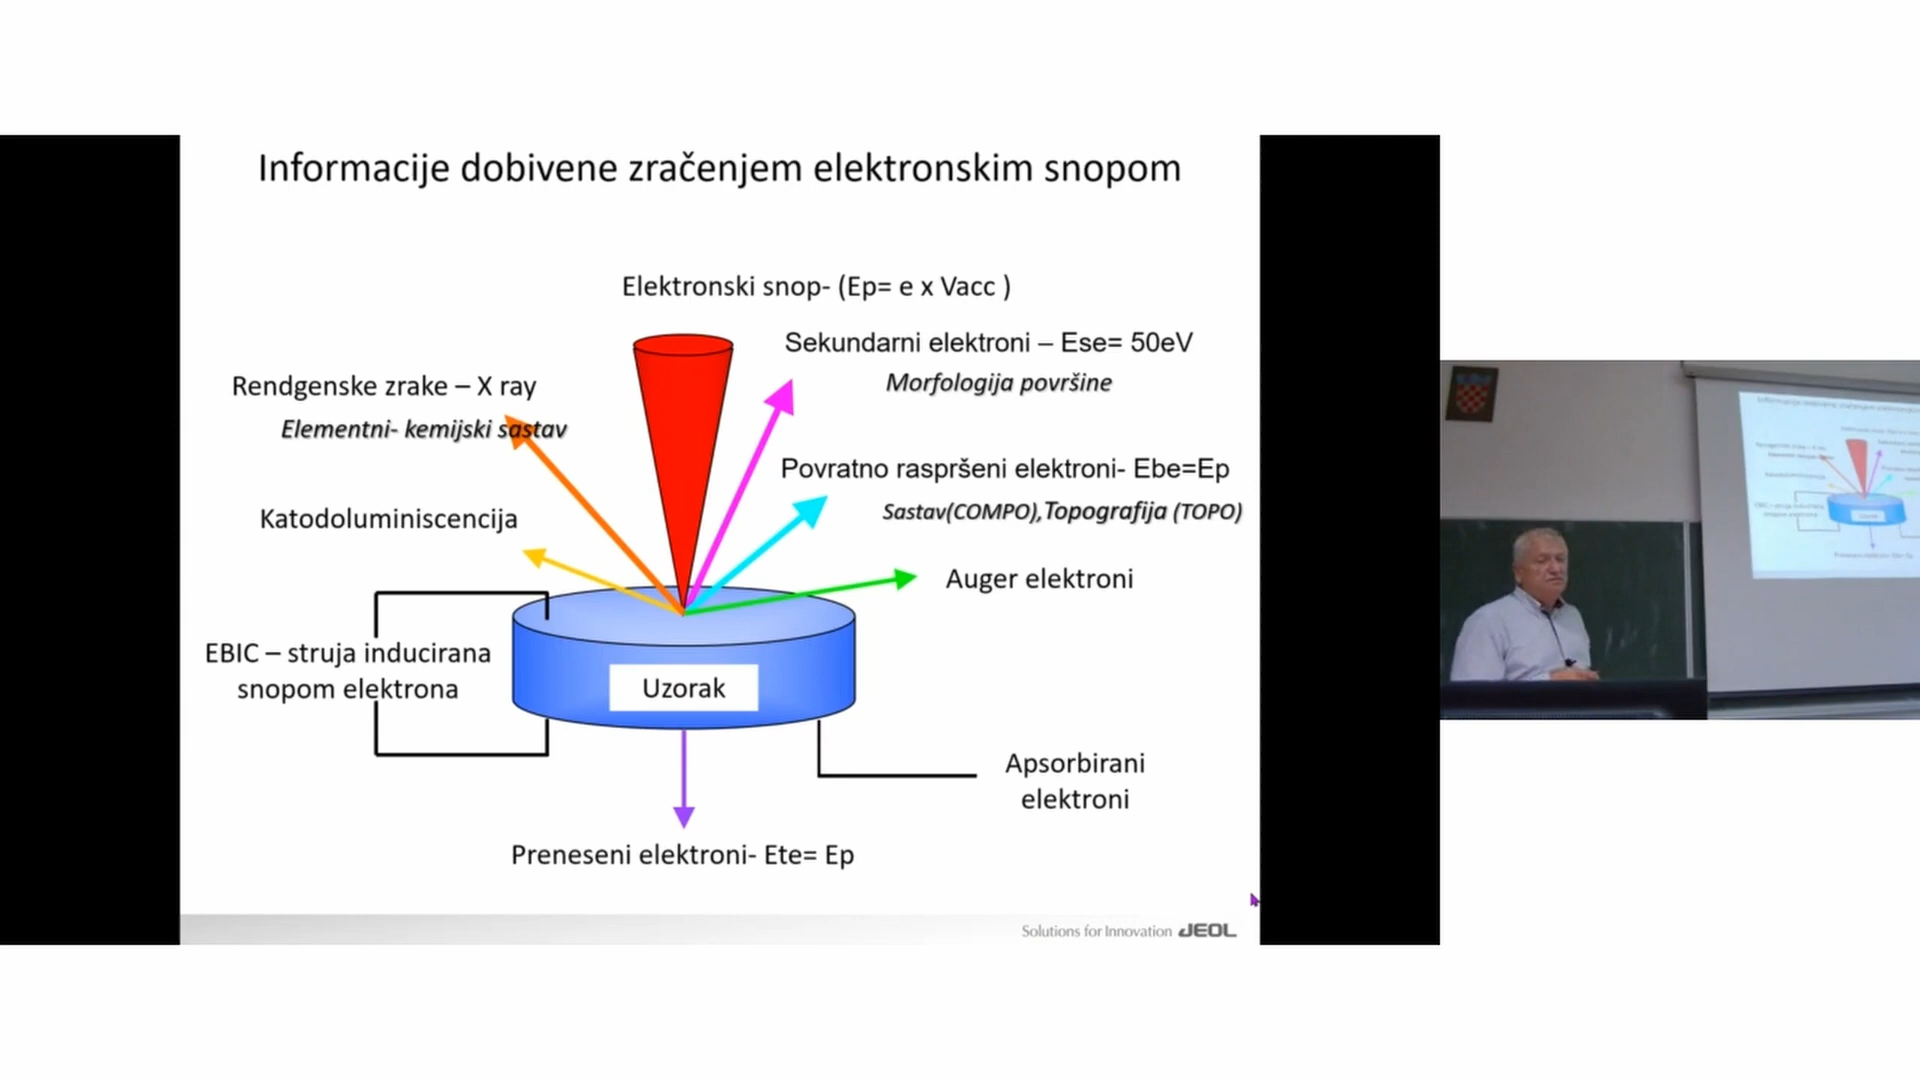 Informacije dobivene zračenjem elektronskim snopom
Elektronski snop- (Ep= e x Vacc )
Sekundarni elektroni – Ese= 50eV
Morfologija površine
Rendgenske zrake – X ray
Elementni- kemijski sastav
Povratno raspršeni elektroni- Ebe=Ep
Sastav(COMPO),Topografija (TOPO)
Katodoluminiscencija
Auger elektroni
EBIC – struja inducirana
snopom elektrona
Uzorak
Apsorbirani
elektroni
Preneseni elektroni- Ete= Ep
Solutions for Innovation JEOL